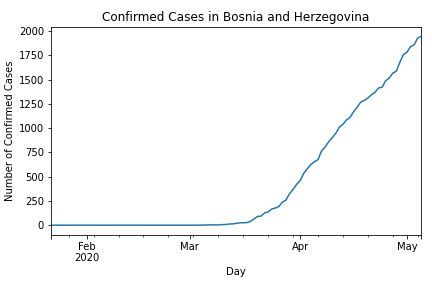 Confirmed Cases in Bosnia and Herzegovina
Number of Confirmed Cases
2000
1750
1500
1250
1000
750
500
250
0
Feb
2020
Mar
Apr
May
Day